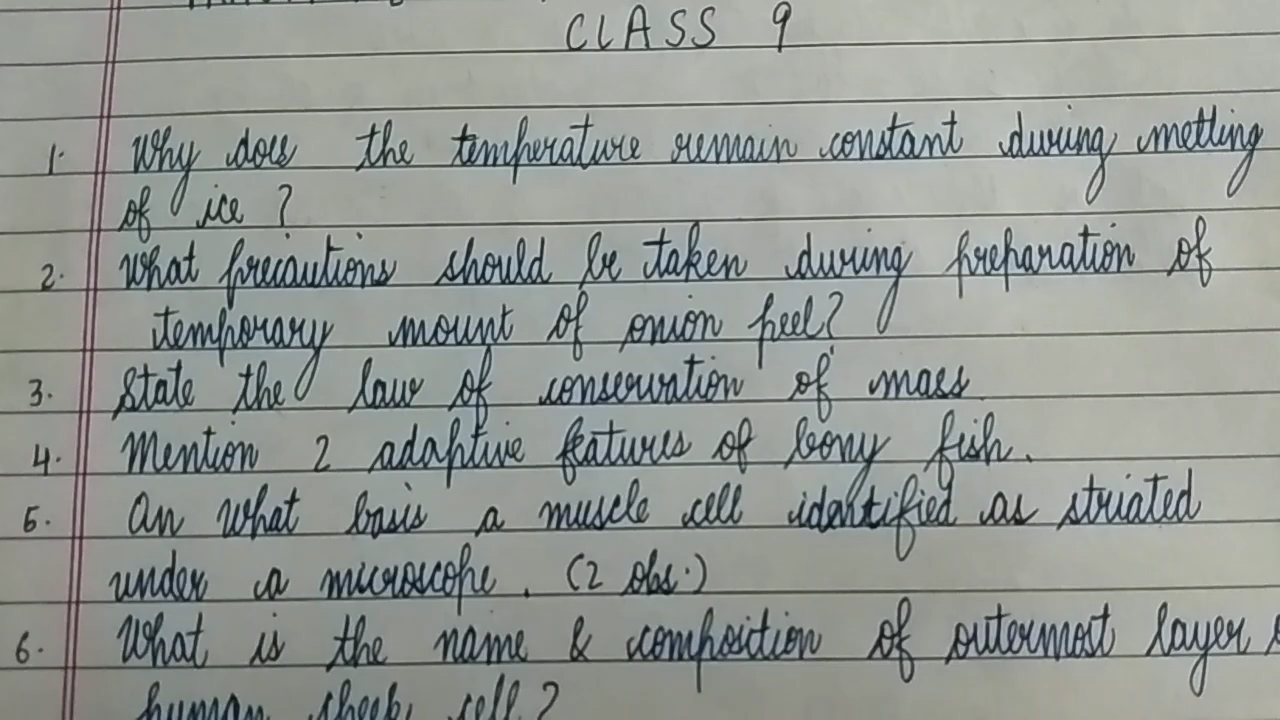 CLASS 9
1. Why does the temperature remain constant during melting
of ice ?
2. What precautions should be taken during preparation of
temporary mount of onion peel?
3. State the law of conservation of mass
4. Mention 2 adaptive features of bony fish.
5. On what basis a muscle cell identified as striated
under a microscope. (2 obs.)
6. What is the name & composition of outermost layer
human cheek cell?